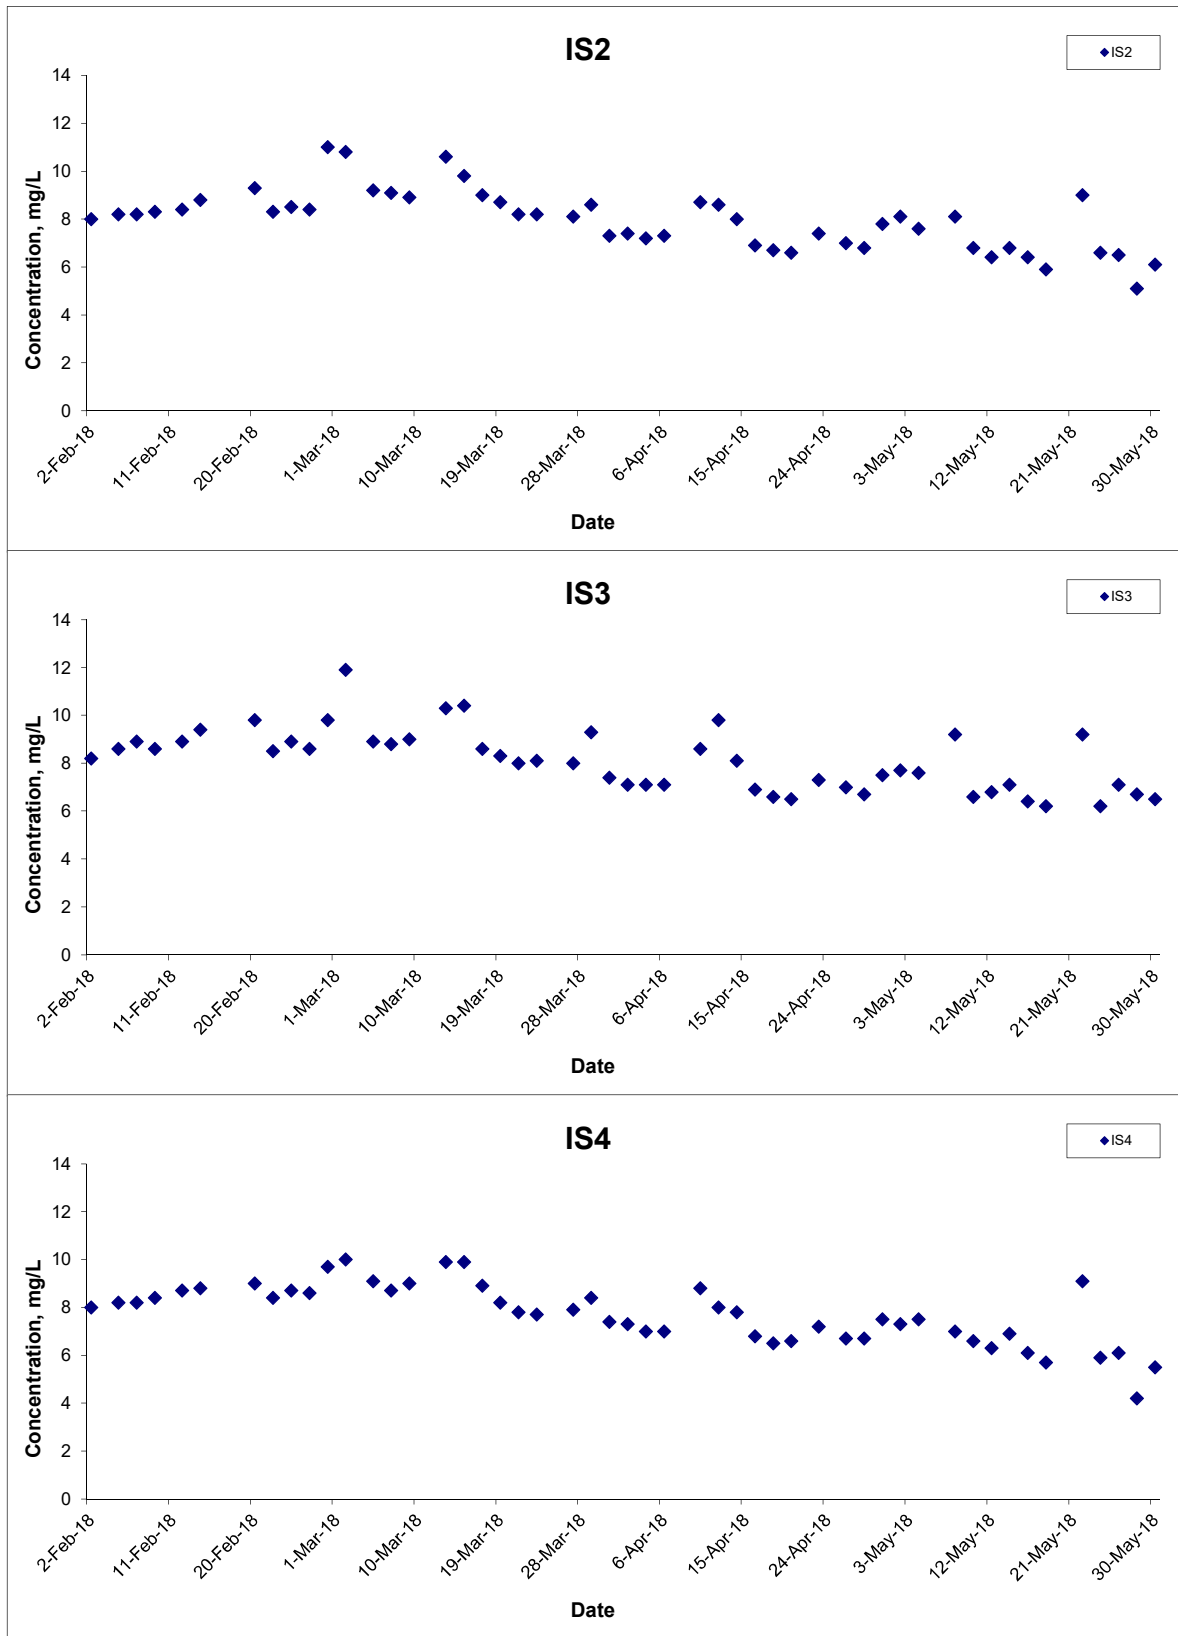 IS2
IS2
14
12
10
8
6
4
2
0
Concentration, mg/L
2-Feb-18
11-Feb-18
20-Feb-18
1-Mar-18
10-Mar-18
19-Mar-18
28-Mar-18
6-Apr-18
15-Apr-18
24-Apr-18
3-May-18
12-May-18
21-May-18
30-May-18
Date
IS3
IS3
14
12
10
8
6
4
2
0
Concentration, mg/L
2-Feb-18
11-Feb-18
20-Feb-18
1-Mar-18
10-Mar-18
19-Mar-18
28-Mar-18
6-Apr-18
15-Apr-18
24-Apr-18
3-May-18
12-May-18
21-May-18
30-May-18
Date
IS4
IS4
14
12
10
8
6
4
2
0
Concentration, mg/L
2-Feb-18
11-Feb-18
20-Feb-18
1-Mar-18
10-Mar-18
19-Mar-18
28-Mar-18
6-Apr-18
15-Apr-18
24-Apr-18
3-May-18
12-May-18
21-May-18
30-May-18
Date